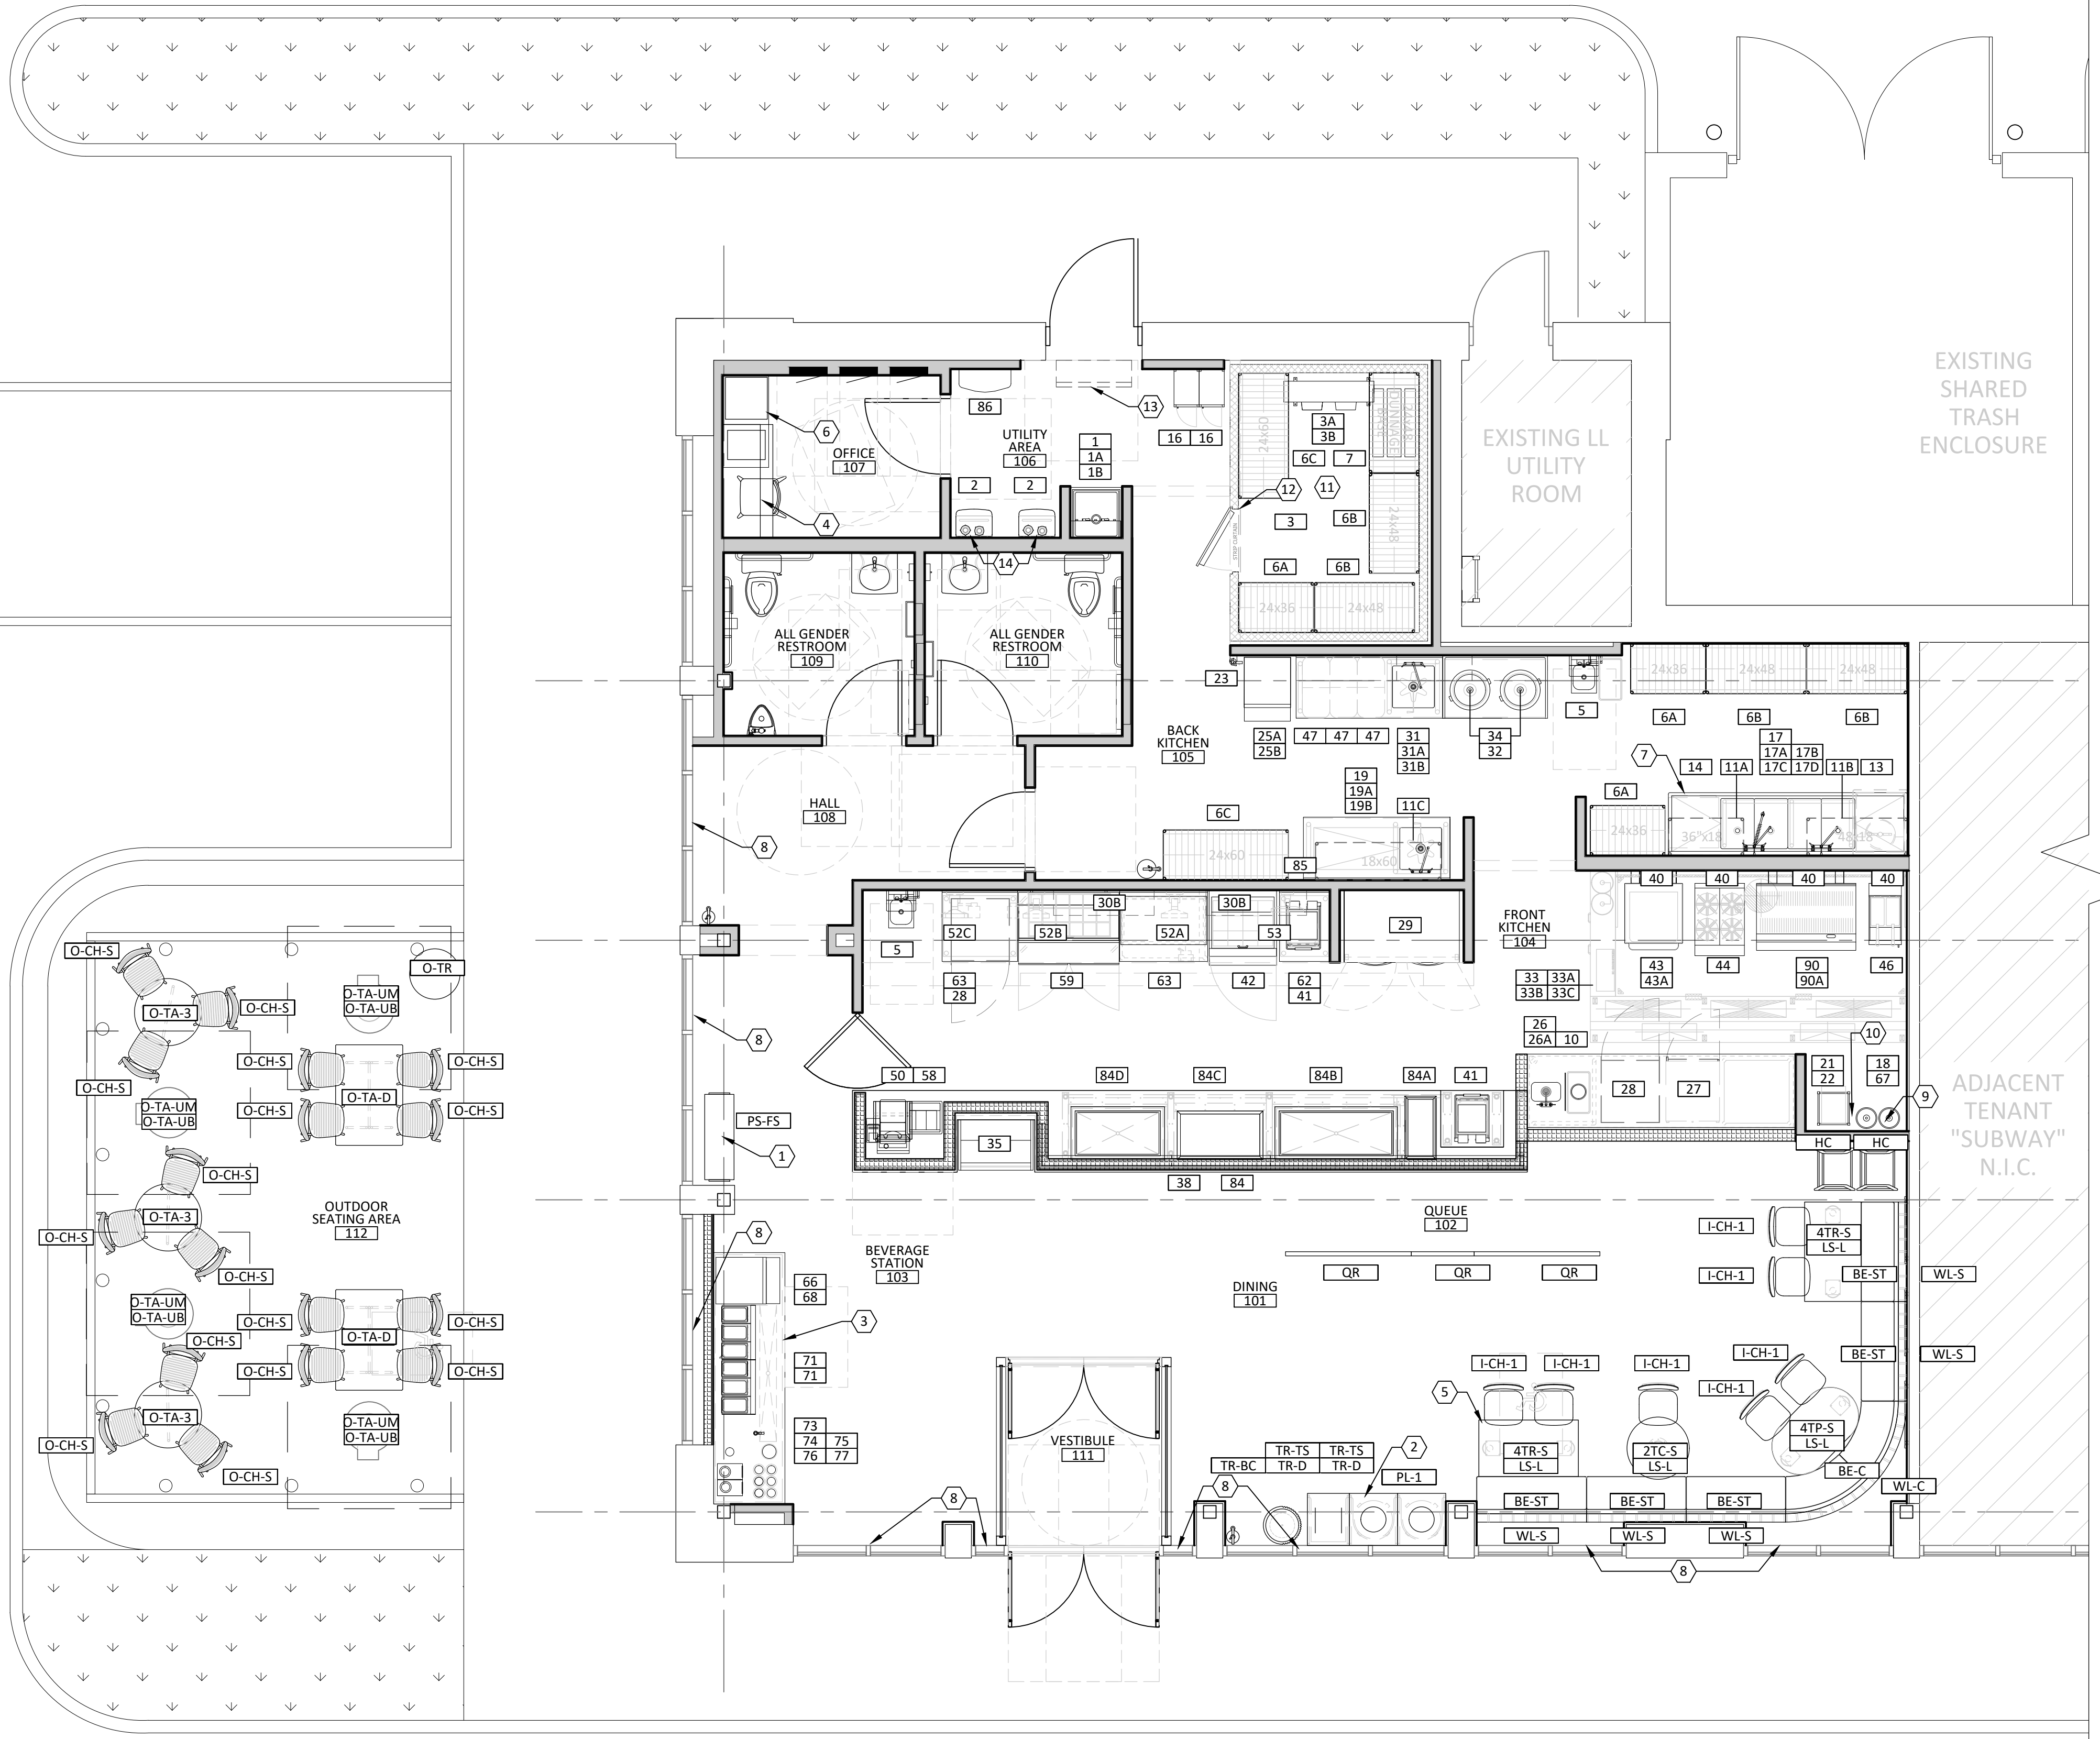 EXISTING
SHARED
TRASH
ENCLOSURE
EXISTING LL
UTILITY
ROOM
13
86
16 16
6
OFFICE
107
UTILITY
AREA
106
1
1A
1B
2
2
4
14
24x60
3A
3B
DUNNAGE
24x48
6C
7
12
11
3
6B
24x48
STRIP CURTAIN
6A
6B
24x36
24x48
ALL GENDER
RESTROOM
109
ALL GENDER
RESTROOM
110
23
BACK
KITCHEN
105
25A
25B
47 47 47
31
31A
31B
34
32
5
24x36
24x48
24x48
6A
6B
6B
17
17A 17B
17C 17D
7
14
11A
11B
13
6A
24x36
36"x18
48x18
19
19A
19B
11C
6C
24x60
85
18x60
HALL
108
8
40
40
40
40
5
52C
52B
30B
52A
30B
53
29
FRONT
KITCHEN
104
63
28
59
63
42
62
41
43
43A
44
90
90A
46
33 33A
33B 33C
26
26A 10
10
8
50 58
84D
84C
84B
84A
41
28
27
21
22
18
67
9
ADJACENT
TENANT
"SUBWAY"
N.I.C.
PS-FS
1
35
HC
HC
38
84
QUEUE
102
O-CH-S
O-TR
O-TA-3
O-CH-S
O-TA-UM
O-TA-UB
O-CH-S
O-CH-S
O-CH-S
O-TA-D
O-CH-S
O-CH-S
O-TA-UM
O-TA-UB
O-CH-S
O-TA-3
OUTDOOR
SEATING AREA
112
O-CH-S
O-CH-S
O-TA-UM
O-TA-UB
O-CH-S
O-CH-S
O-TA-D
O-CH-S
O-CH-S
O-CH-S
O-TA-3
O-TA-UM
O-TA-UB
O-CH-S
O-CH-S
8
BEVERAGE
STATION
103
66
68
3
71
71
73
74 75
76 77
DINING
101
QR
QR
QR
I-CH-1
4TR-S
LS-L
I-CH-1
BE-ST
WL-S
I-CH-1
I-CH-1
I-CH-1
I-CH-1
BE-ST
WL-S
I-CH-1
5
4TR-S
LS-L
2TC-S
LS-L
4TP-S
LS-L
BE-C
WL-C
VESTIBULE
111
TR-TS TR-TS
TR-BC TR-D TR-D
2
PL-1
8
8
BE-ST
BE-ST
BE-ST
WL-S
WL-S
WL-S
8